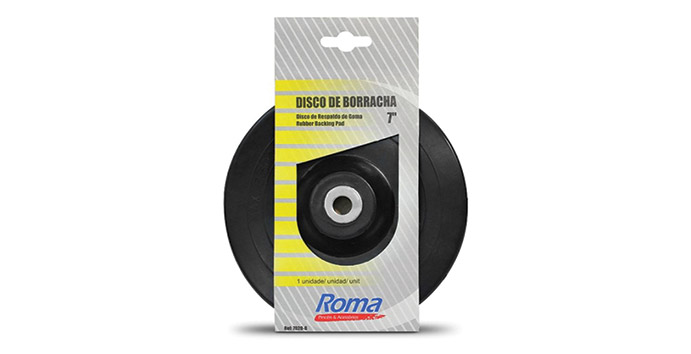 DISCO DE BORRACHA
7"
Disco de Respaldo de Goma
Rubber Backing Pad
1 unidade/ unidad/ unit
Roma